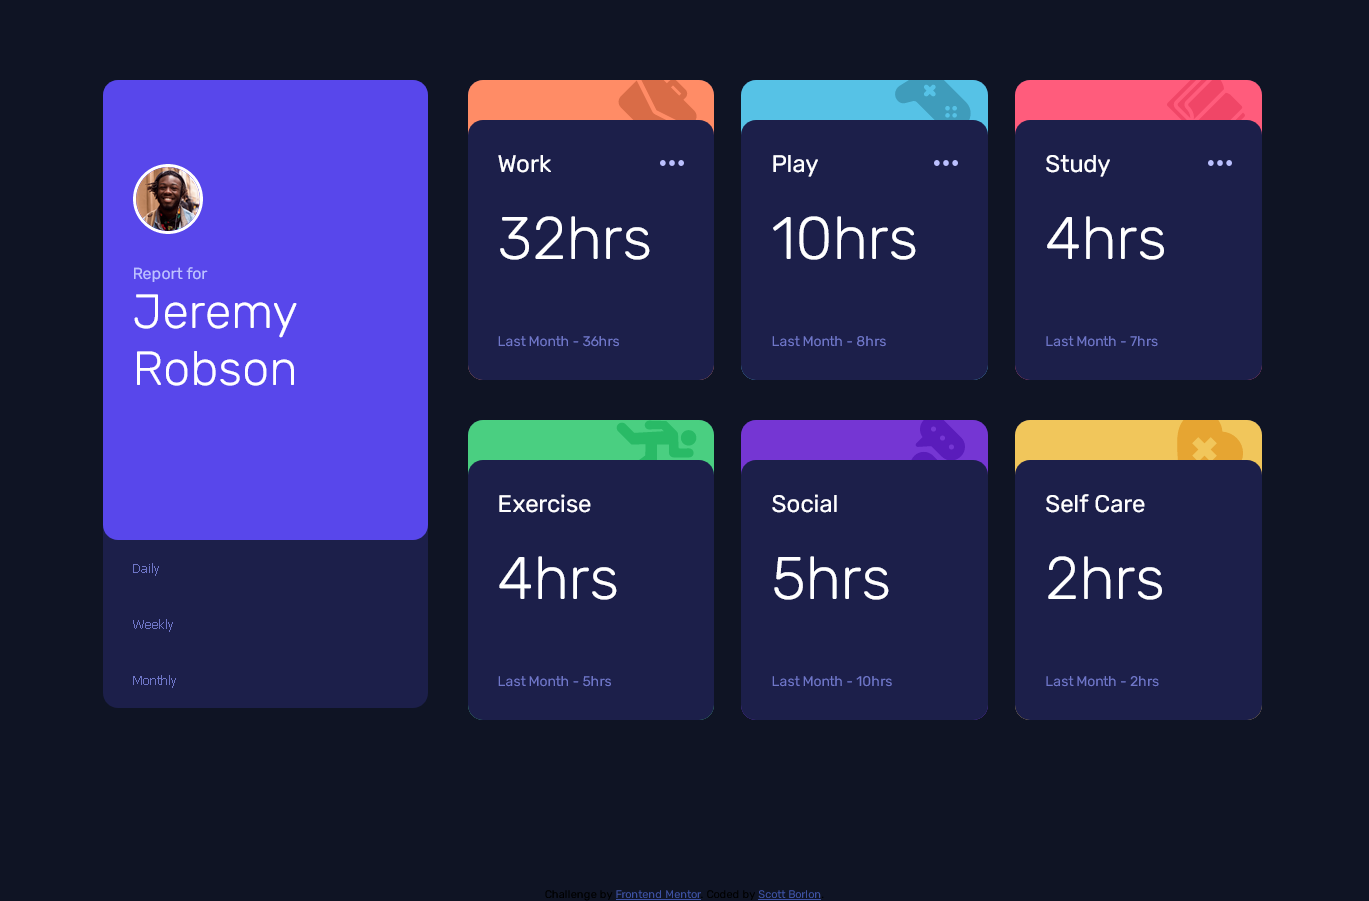 Report for
Jeremy
Robson
Daily
Weekly
Monthly
Work
32hrs
Last Month - 36hrs
Play
10hrs
Last Month - 8hrs
Study
4hrs
Last Month - 7hrs
Exercise
4hrs
Last Month - 5hrs
Social
5hrs
Last Month - 10hrs
Self Care
2hrs
Last Month - 2hrs
Challenge by Frontend Mentor. Coded by Scott Borlon